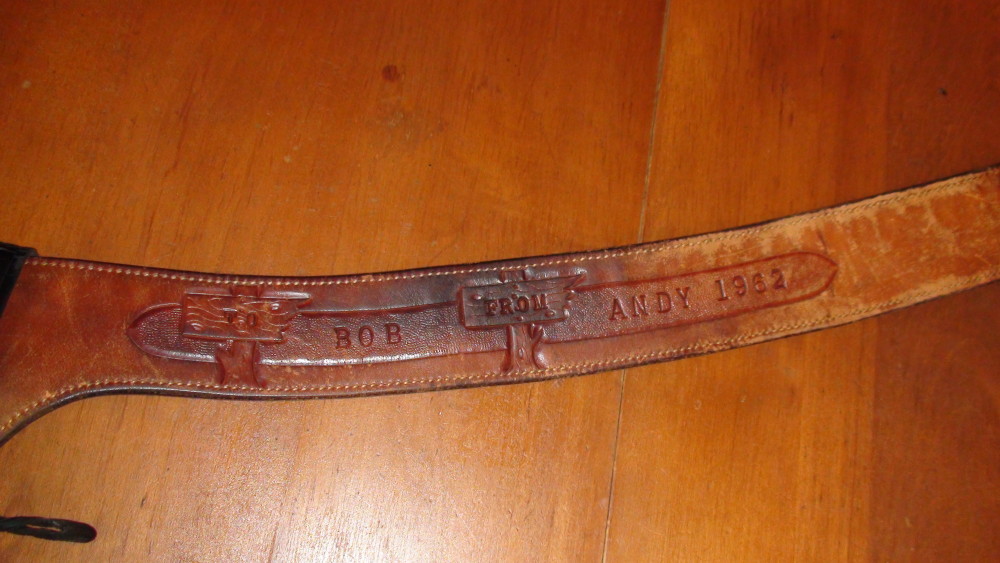 TO BOB FROM ANDY 1962